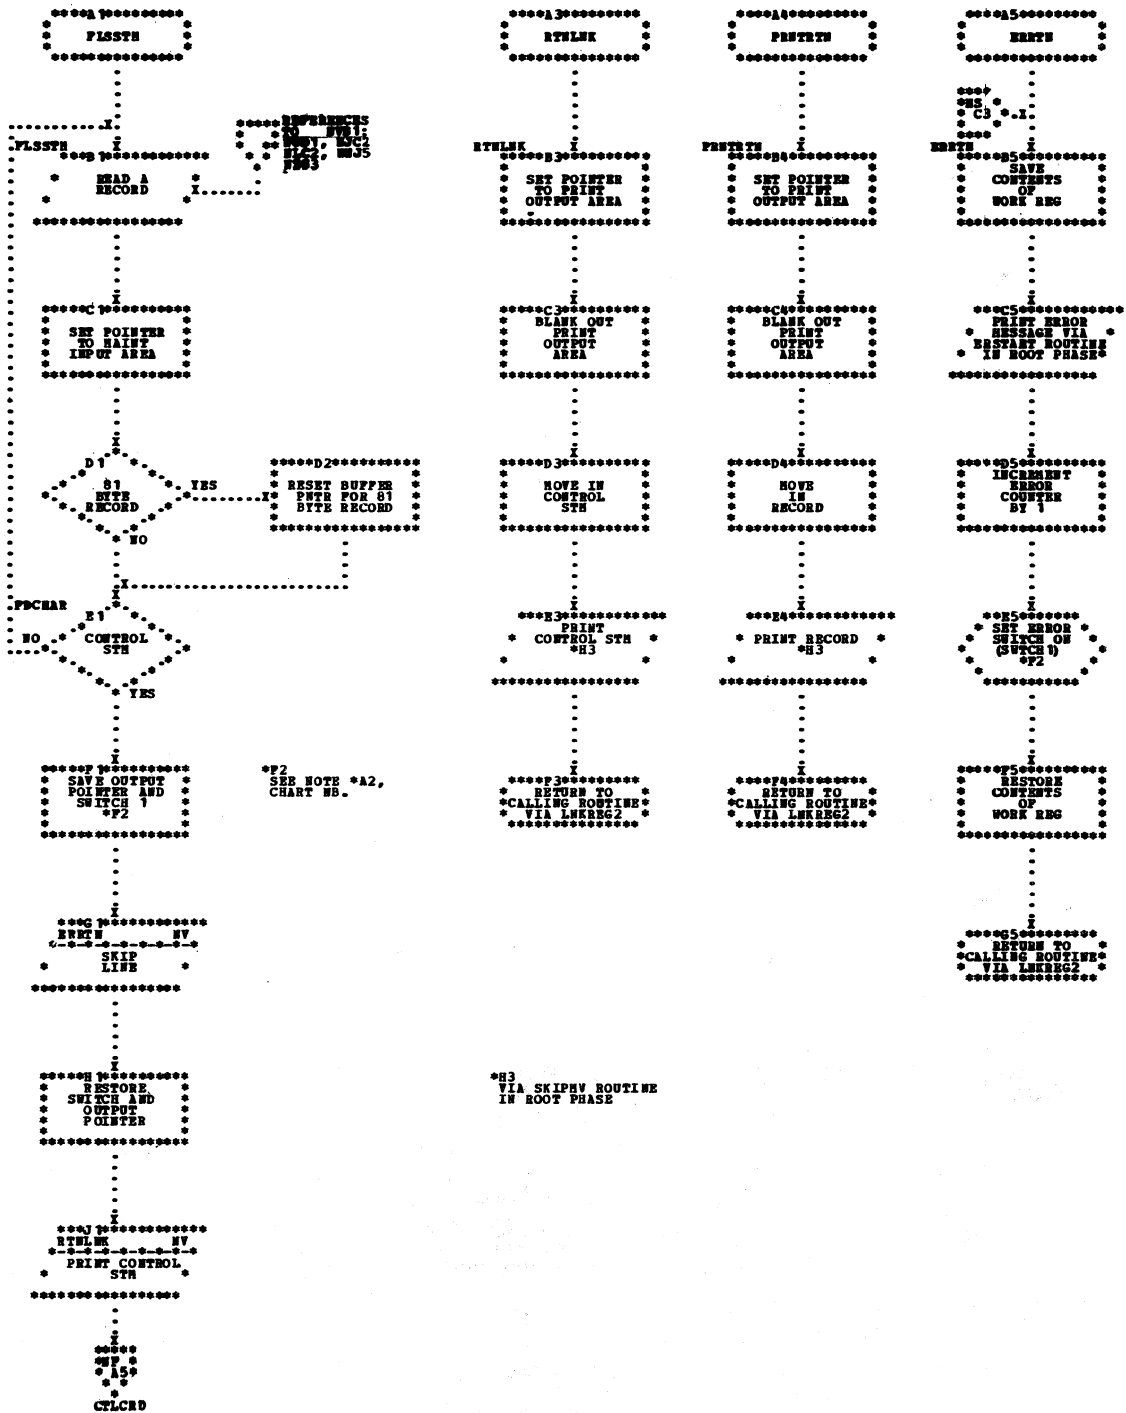 A1
FLSSTM
A3
RTNLNK
A4
PRNTRTN
A5
ERRTN
NS
C3
REFERENCES
TO
NJC2
NLC2, NNJ5
FLSSTM
B1
READ A
RECORD
RTNLNK
B3
SET POINTER
TO PRINT
OUTPUT AREA
PRNTRTN
B4
SET POINTER
TO PRINT
OUTPUT AREA
ERRTN
B5
SAVE
CONTENTS
OF
WORK REG
C1
SET POINTER
TO MAINT
INPUT AREA
C3
BLANK OUT
PRINT
OUTPUT
AREA
C4
BLANK OUT
PRINT
OUTPUT
AREA
C5
PRINT ERROR
MESSAGE VIA
ERSTART ROUTINE
IN ROOT PHASE
D1
81
BYTE
RECORD
YES
NO
D2
RESET BUFFER
PNTR FOR 81
BYTE RECORD
D3
MOVE IN
CONTROL
STM
D4
MOVE
IN
RECORD
D5
INCREMENT
ERROR
COUNTER
BY 1
FDCHAR
E1
NO
CONTROL
STM
YES
E3
PRINT
CONTROL STM
*H3
E4
PRINT RECORD
*H3
E5
SET ERROR
SWITCH ON
(SWTCH1)
*F2
F1
SAVE OUTPUT
POINTER AND
SWITCH 1
*F2
*F2
SEE NOTE *A2,
CHART NB.
F3
RETURN TO
CALLING ROUTINE
VIA LNKREG2
F4
RETURN TO
CALLING ROUTINE
VIA LNKREG2
F5
RESTORE
CONTENTS
OF
WORK REG
G1
ERRTN NV
SKIP
LINE
G5
RETURN TO
CALLING ROUTINE
VIA LNKREG2
H1
RESTORE
SWITCH AND
OUTPUT
POINTER
*H3
VIA SKIPMV ROUTINE
IN ROOT PHASE
J1
RTNLNK NV
PRINT CONTROL
STM
NF
A5
CTLCRD